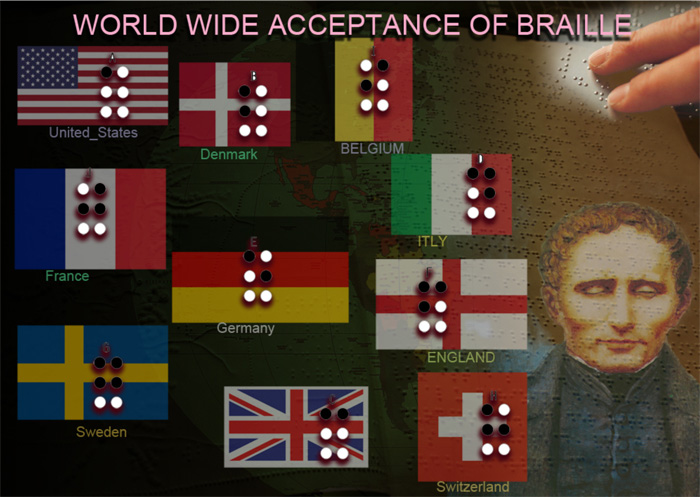 WORLD WIDE ACCEPTANCE OF BRAILLE
A
United_States
B
Denmark
BELGIUM
D
ITLY
France
E
Germany
F
ENGLAND
G
Sweden
Switzerland